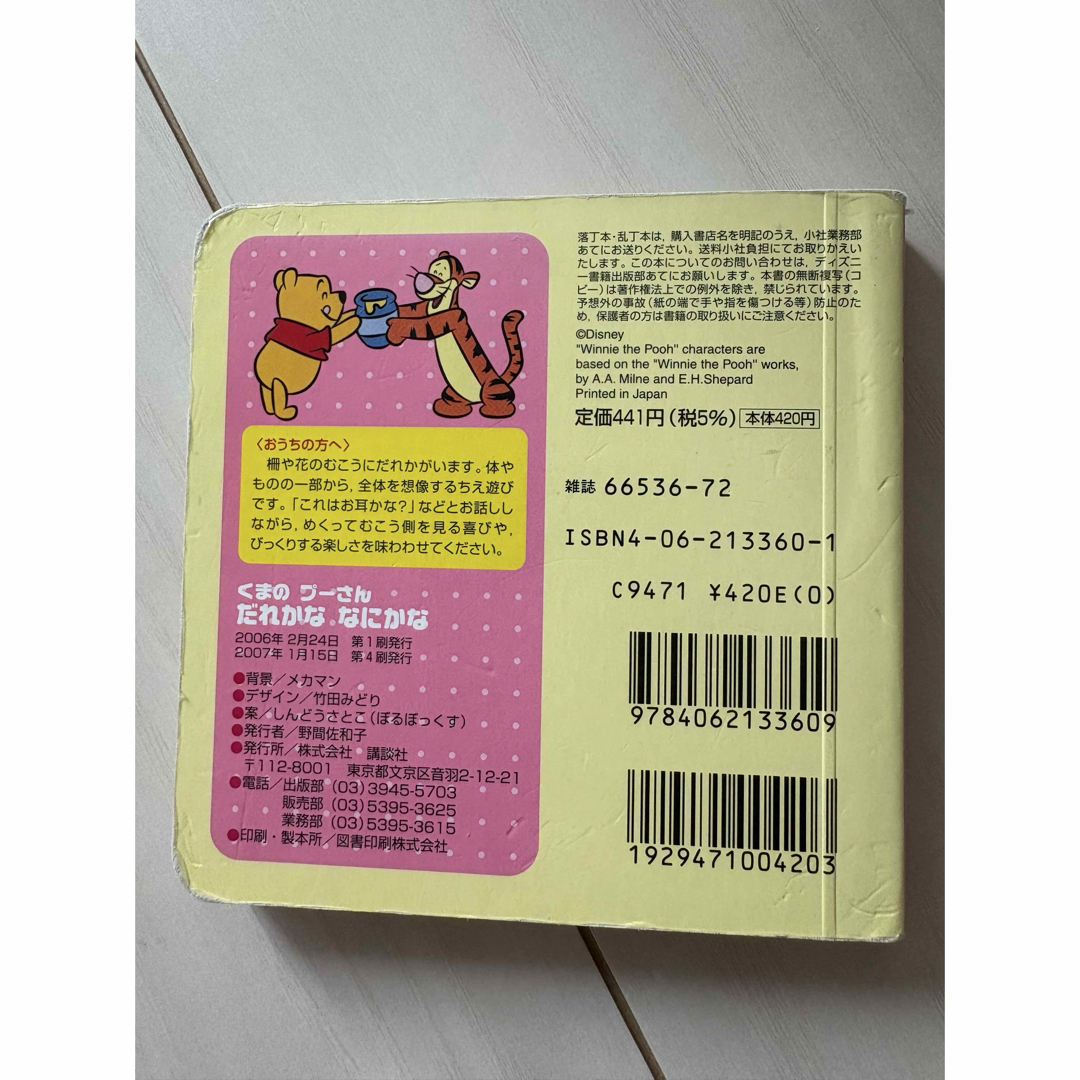 〈おうちの方へ〉
柵や花のむこうにだれかがいます。体や
ものの一部から,全体を想像するちえ遊び
です。「これはお耳かな?」などとお話しし
ながら,めくってむこう側を見る喜びや,
びっくりする楽しさを味わわせてください。
くまの プーさん
だれかな なにかな
2006年 2月24日 第1刷発行
2007年 1月15日 第4刷発行
●背景/メカマン
●デザイン/竹田みどり
●案/しんどうさとこ(ぽるぽっくす)
●発行者/野間佐和子
●発行所/株式会社 講談社
〒112-8001 東京都文京区音羽2-12-21
●電話/出版部 (03)3945-5703
販売部 (03)5395-3625
業務部 (03)5395-3615
●印刷・製本所/図書印刷株式会社
落丁本・乱丁本は,購入書店名を明記のうえ,小社業務部
あてにお送りください。送料小社負担にてお取りかえい
たします。この本についてのお問い合わせは,ディズニ
ー書籍出版部あてにお願いします。本書の無断複写(コ
ピー)は著作権法上での例外を除き,禁じられています。
予想外の事故(紙の端で手や指を傷つける等)防止のた
め,保護者の方は書籍の取り扱いにご注意ください。
©Disney
"Winnie the Pooh" characters are
based on the "Winnie the Pooh" works,
by A.A. Milne and E.H.Shepard
Printed in Japan
定価441円(税5%) 本体420円
雑誌 66536-72
ISBN4-06-213360-1
C9471 ¥420E(0)
9784062133609
1929471004203